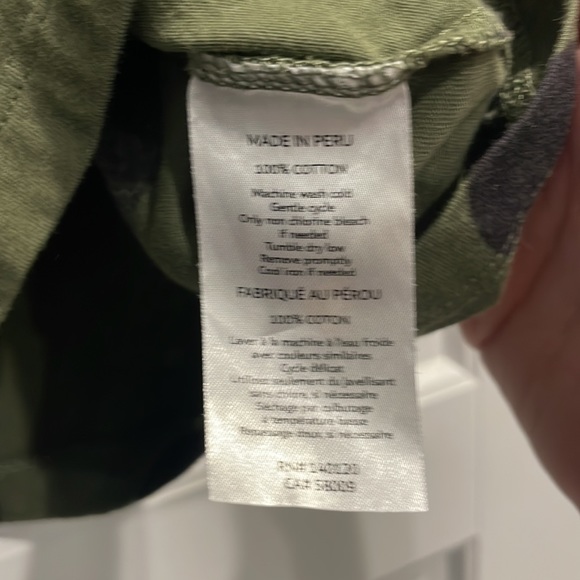 MADE IN PERU
100% COTTON
Machine wash cold
Gentle cycle
Only non chlorine bleach
if needed
Tumble dry low
Remove promptly
Cool iron if needed
FABRIQUÉ AU PÉROU
100% COTON
Laver à la machine à l'eau froide
avec couleurs similaires
Cycle délicat
Utilisez seulement du javellisant
sans chlore, si nécessaire
Séchage par culbutage
à température basse
Repassage doux, si nécessaire
RN# 140120
CA# 58009